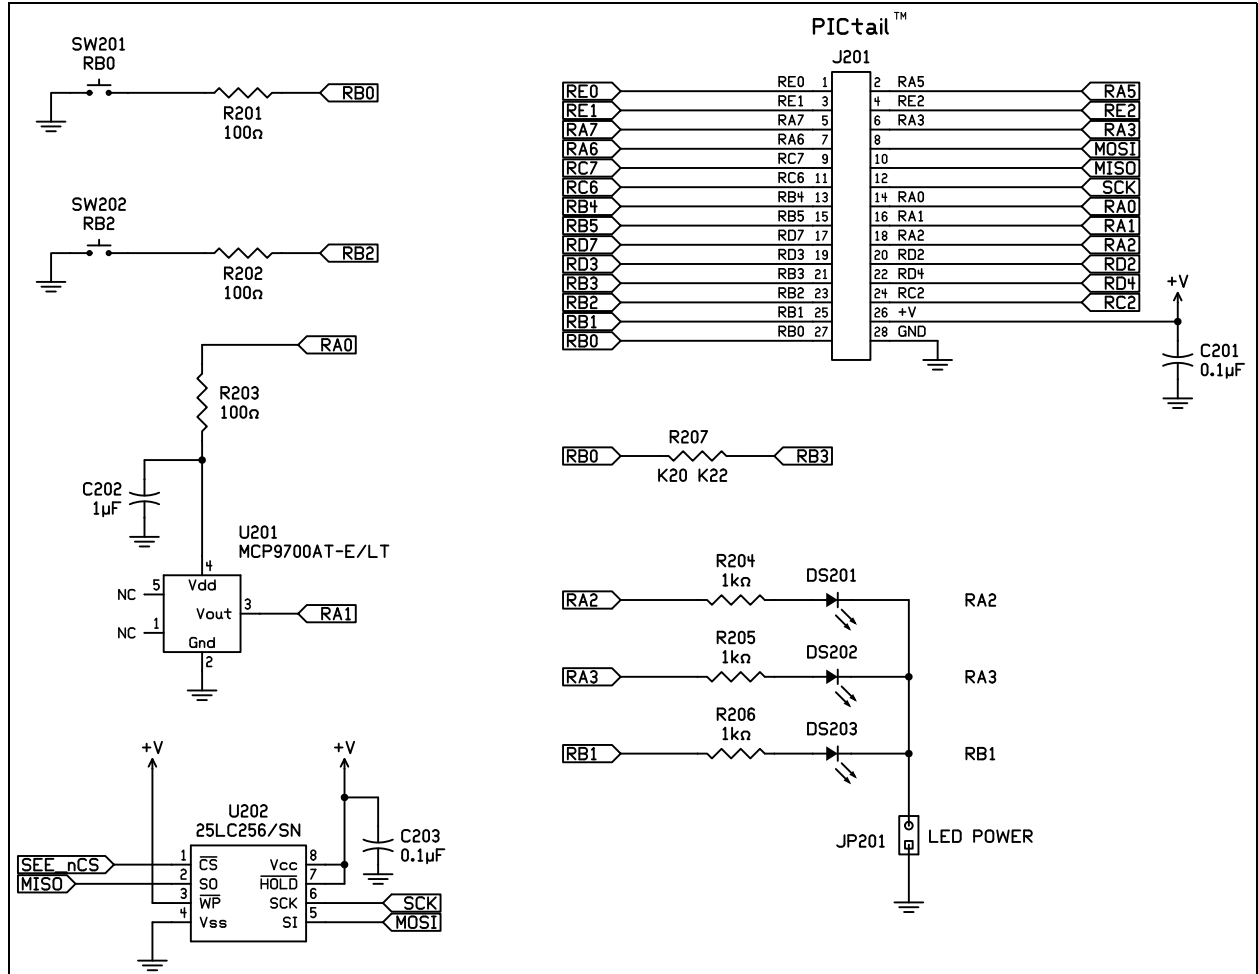 SW201
RB0
RB0
R201
100Ω
SW202
RB2
RB2
R202
100Ω
RA0
R203
100Ω
C202
1µF
U201
MCP9700AT-E/LT
4
NC 5 Vdd
Vout 3 RA1
NC 1
Gnd
2
+V +V
U202
25LC256/SN
C203
0.1µF
SEE_nCS 1 CS Vcc 8
MISO 2 SO HOLD 7
3 WP SCK 6 SCK
4 Vss SI 5 MOSI
PICtail™
J201
RE0 RE0 1 2 RA5 RA5
RE1 RE1 3 4 RE2 RE2
RA7 RA7 5 6 RA3 RA3
RA6 RA6 7 8 MOSI
RC7 RC7 9 10 MISO
RC6 RC6 11 12 SCK
RB4 RB4 13 14 RA0 RA0
RB5 RB5 15 16 RA1 RA1
RD7 RD7 17 18 RA2 RA2
RD3 RD3 19 20 RD2 RD2
RB3 RB3 21 22 RD4 RD4
RB2 RB2 23 24 RC2 RC2
RB1 RB1 25 26 +V
RB0 RB0 27 28 GND
+V
C201
0.1µF
R207
RB0 RB3
K20 K22
R204
1kΩ
DS201
RA2 RA2
R205
1kΩ
DS202
RA3 RA3
R206
1kΩ
DS203
RB1 RB1
JP201 LED POWER